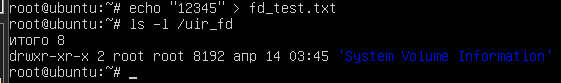 root@ubuntu:~# echo "12345" > fd_test.txt
root@ubuntu:~# ls -l /uir_fd
итого 8
drwxr-xr-x 2 root root 8192 апр 14 03:45 'System Volume Information'
root@ubuntu:~# _